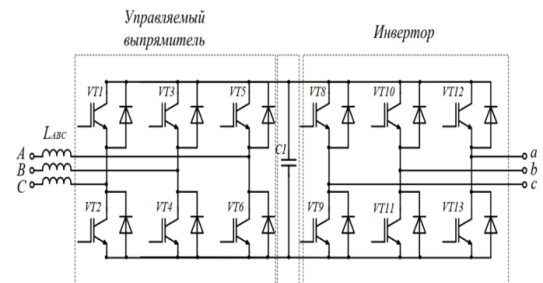 Управляемый
выпрямитель
Инвертор
VT1 VT3 VT5 VT8 VT10 VT12
LABC
A
B
C
C1
a
b
c
VT2 VT4 VT6 VT9 VT11 VT13